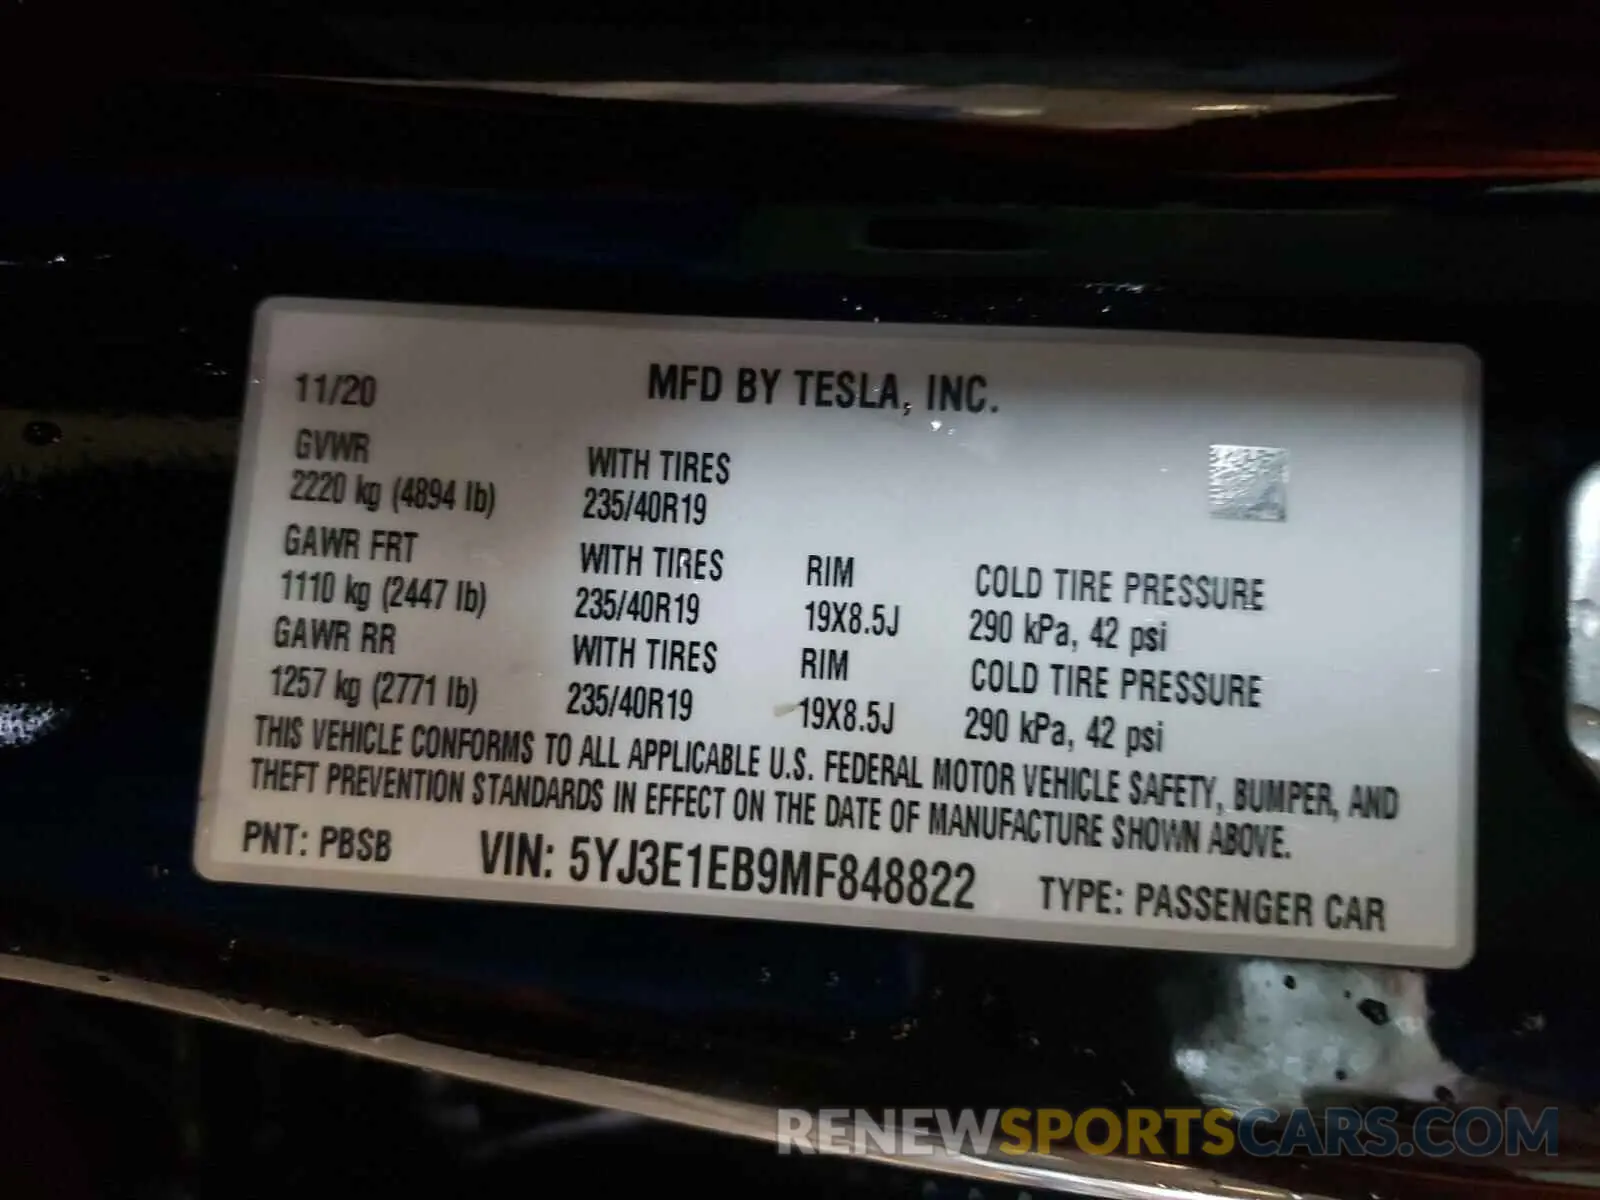 11/20 MFD BY TESLA, INC.
GVWR WITH TIRES
2220 kg (4894 lb) 235/40R19
GAWR FRT WITH TIRES RIM COLD TIRE PRESSURE
1110 kg (2447 lb) 235/40R19 19X8.5J 290 kPa, 42 psi
GAWR RR WITH TIRES RIM COLD TIRE PRESSURE
1257 kg (2771 lb) 235/40R19 19X8.5J 290 kPa, 42 psi
THIS VEHICLE CONFORMS TO ALL APPLICABLE U.S. FEDERAL MOTOR VEHICLE SAFETY, BUMPER, AND
THEFT PREVENTION STANDARDS IN EFFECT ON THE DATE OF MANUFACTURE SHOWN ABOVE.
PNT: PBSB VIN: 5YJ3E1EB9MF848822 TYPE: PASSENGER CAR
RENEWSPORTSCARS.COM